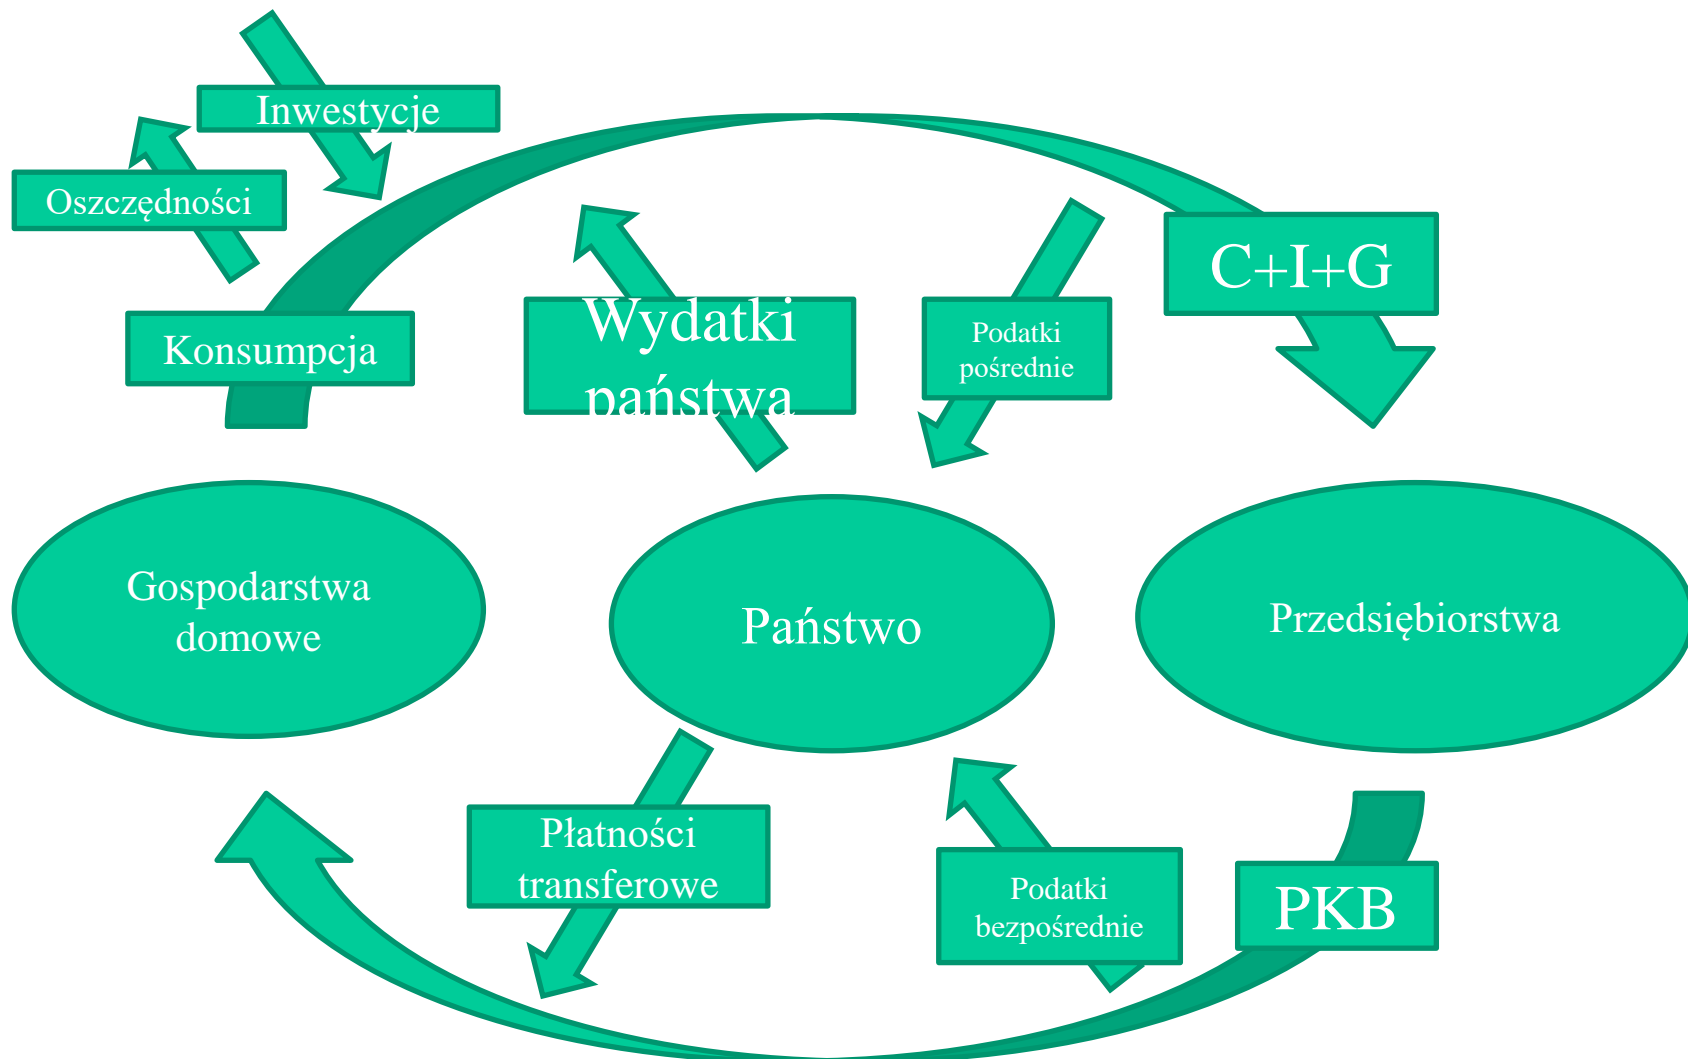 Inwestycje
Oszczędności
C+I+G
Konsumpcja
Wydatki
państwa
Podatki
pośrednie
Gospodarstwa
domowe
Państwo
Przedsiębiorstwa
Płatności
transferowe
Podatki
bezpośrednie
PKB